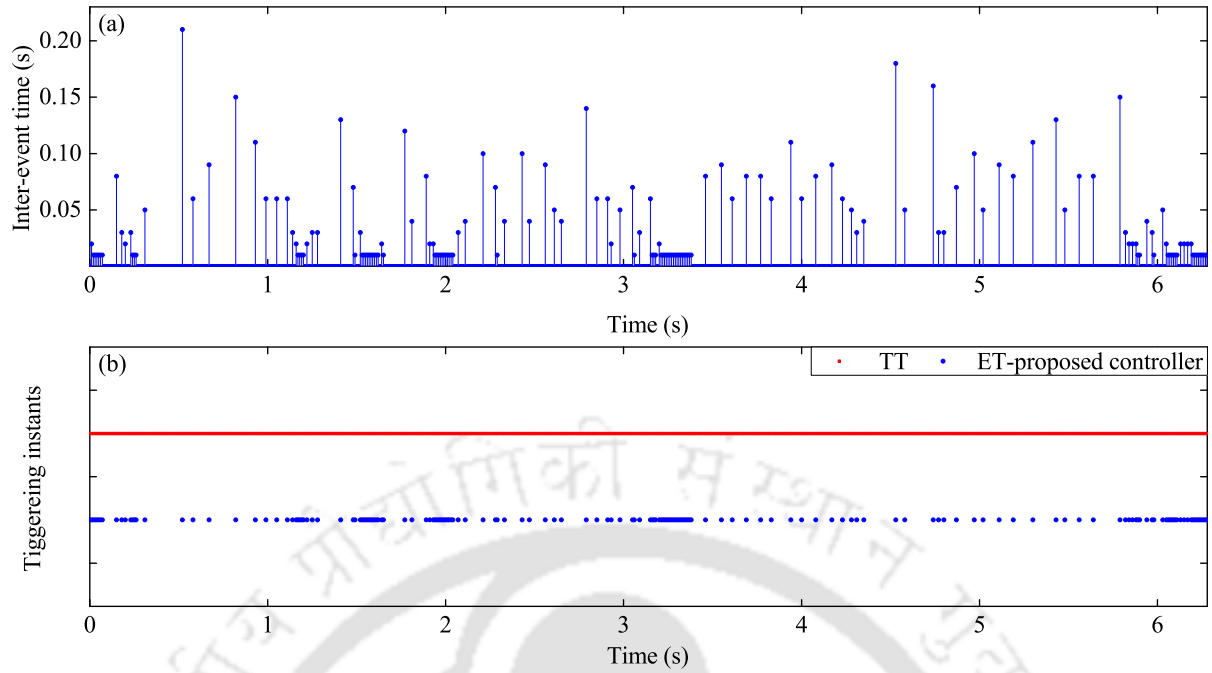 (a)
0.20
0.15
0.10
0.05
Inter-event time (s)
0 1 2 3 4 5 6
Time (s)
(b)
TT ET-proposed controller
Tiggereing instants
0 1 2 3 4 5 6
Time (s)
प्रौद्योगिकी संस्थान